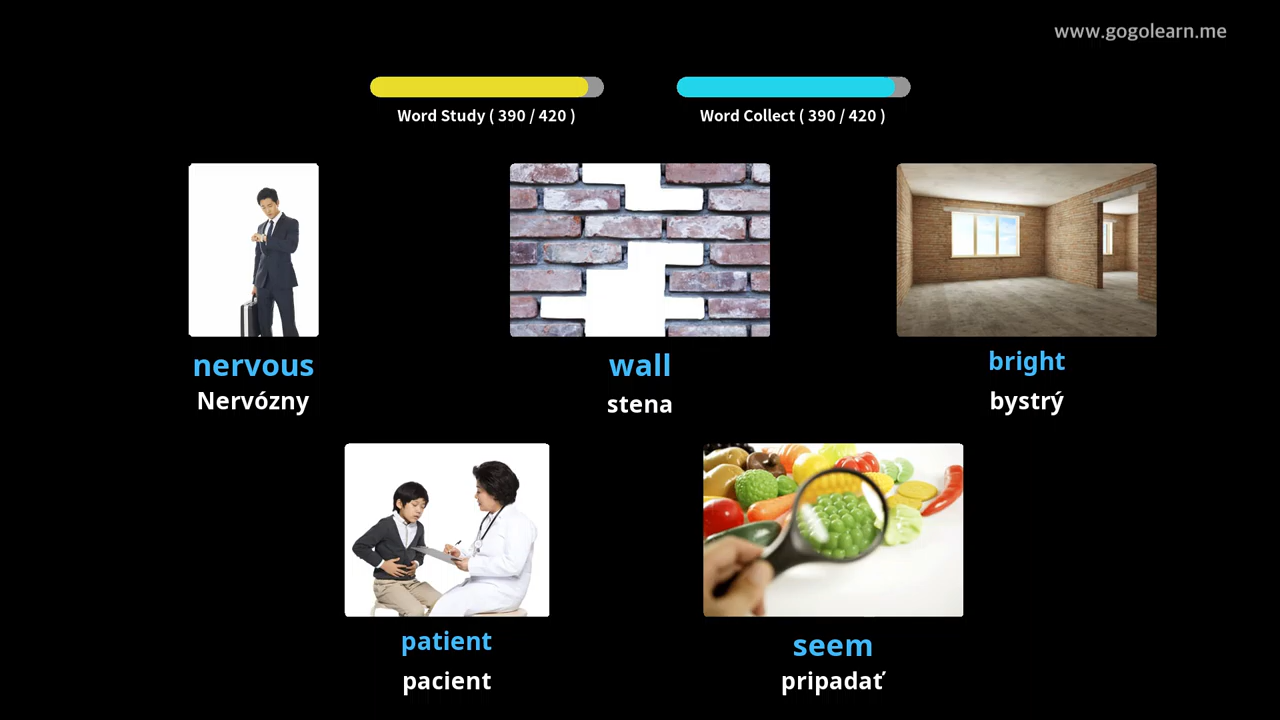 www.gogolearn.me
Word Study ( 390 / 420 )
Word Collect ( 390 / 420 )
nervous
Nervózny
wall
stena
bright
bystrý
patient
pacient
seem
pripadať